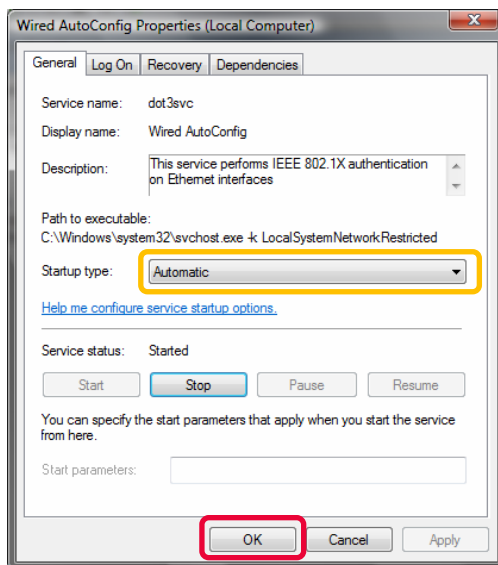 Wired AutoConfig Properties (Local Computer)
General Log On Recovery Dependencies
Service name: dot3svc
Display name: Wired AutoConfig
Description: This service performs IEEE 802.1X authentication
on Ethernet interfaces
Path to executable:
C:\Windows\system32\svchost.exe -k LocalSystemNetworkRestricted
Startup type: Automatic
Help me configure service startup options.
Service status: Started
Start Stop Pause Resume
You can specify the start parameters that apply when you start the service
from here.
Start parameters:
OK Cancel Apply